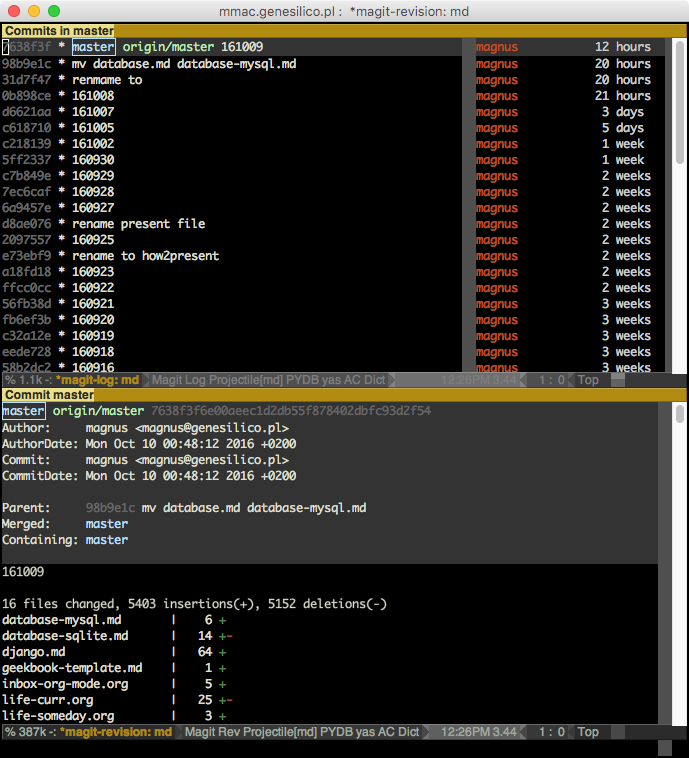 mmac.genesilico.pl : *magit-revision: md
Commits in master
7638f3f * master origin/master 161009 magnus 12 hours
98b9e1c * mv database.md database-mysql.md magnus 20 hours
31d7f47 * renmame to magnus 20 hours
0b898ce * 161008 magnus 21 hours
d6621aa * 161007 magnus 3 days
c618710 * 161005 magnus 5 days
c218139 * 161002 magnus 1 week
5ff2337 * 160930 magnus 1 week
c7b849e * 160929 magnus 2 weeks
7ec6caf * 160928 magnus 2 weeks
6a9457e * 160927 magnus 2 weeks
d8ae076 * rename present file magnus 2 weeks
2097557 * 160925 magnus 2 weeks
e73ebf9 * rename to how2present magnus 2 weeks
a18fd18 * 160923 magnus 2 weeks
ffcc0cc * 160922 magnus 2 weeks
56fb38d * 160921 magnus 3 weeks
fb6ef3b * 160920 magnus 3 weeks
c32a12e * 160919 magnus 3 weeks
eede728 * 160918 magnus 3 weeks
58b2dc2 * 160916 magnus 3 weeks
% 1.1k -: *magit-log: md Magit Log Projectile[md] PYDB yas AC Dict 12:26PM 3.44 1 : 0 Top
Commit master
master origin/master 7638f3f6e00aeec1d2db55f878402dbfc93d2f54
Author: magnus <magnus@genesilico.pl>
AuthorDate: Mon Oct 10 00:48:12 2016 +0200
Commit: magnus <magnus@genesilico.pl>
CommitDate: Mon Oct 10 00:48:12 2016 +0200
Parent: 98b9e1c mv database.md database-mysql.md
Merged: master
Containing: master
161009
16 files changed, 5403 insertions(+), 5152 deletions(-)
database-mysql.md | 6 +
database-sqlite.md | 14 +-
django.md | 64 +
geekbook-template.md | 1 +
inbox-org-mode.org | 5 +
life-curr.org | 25 +-
life-someday.org | 3 +
% 387k -: *magit-revision: md Magit Rev Projectile[md] PYDB yas AC Dict 12:26PM 3.44 1 : 0 Top